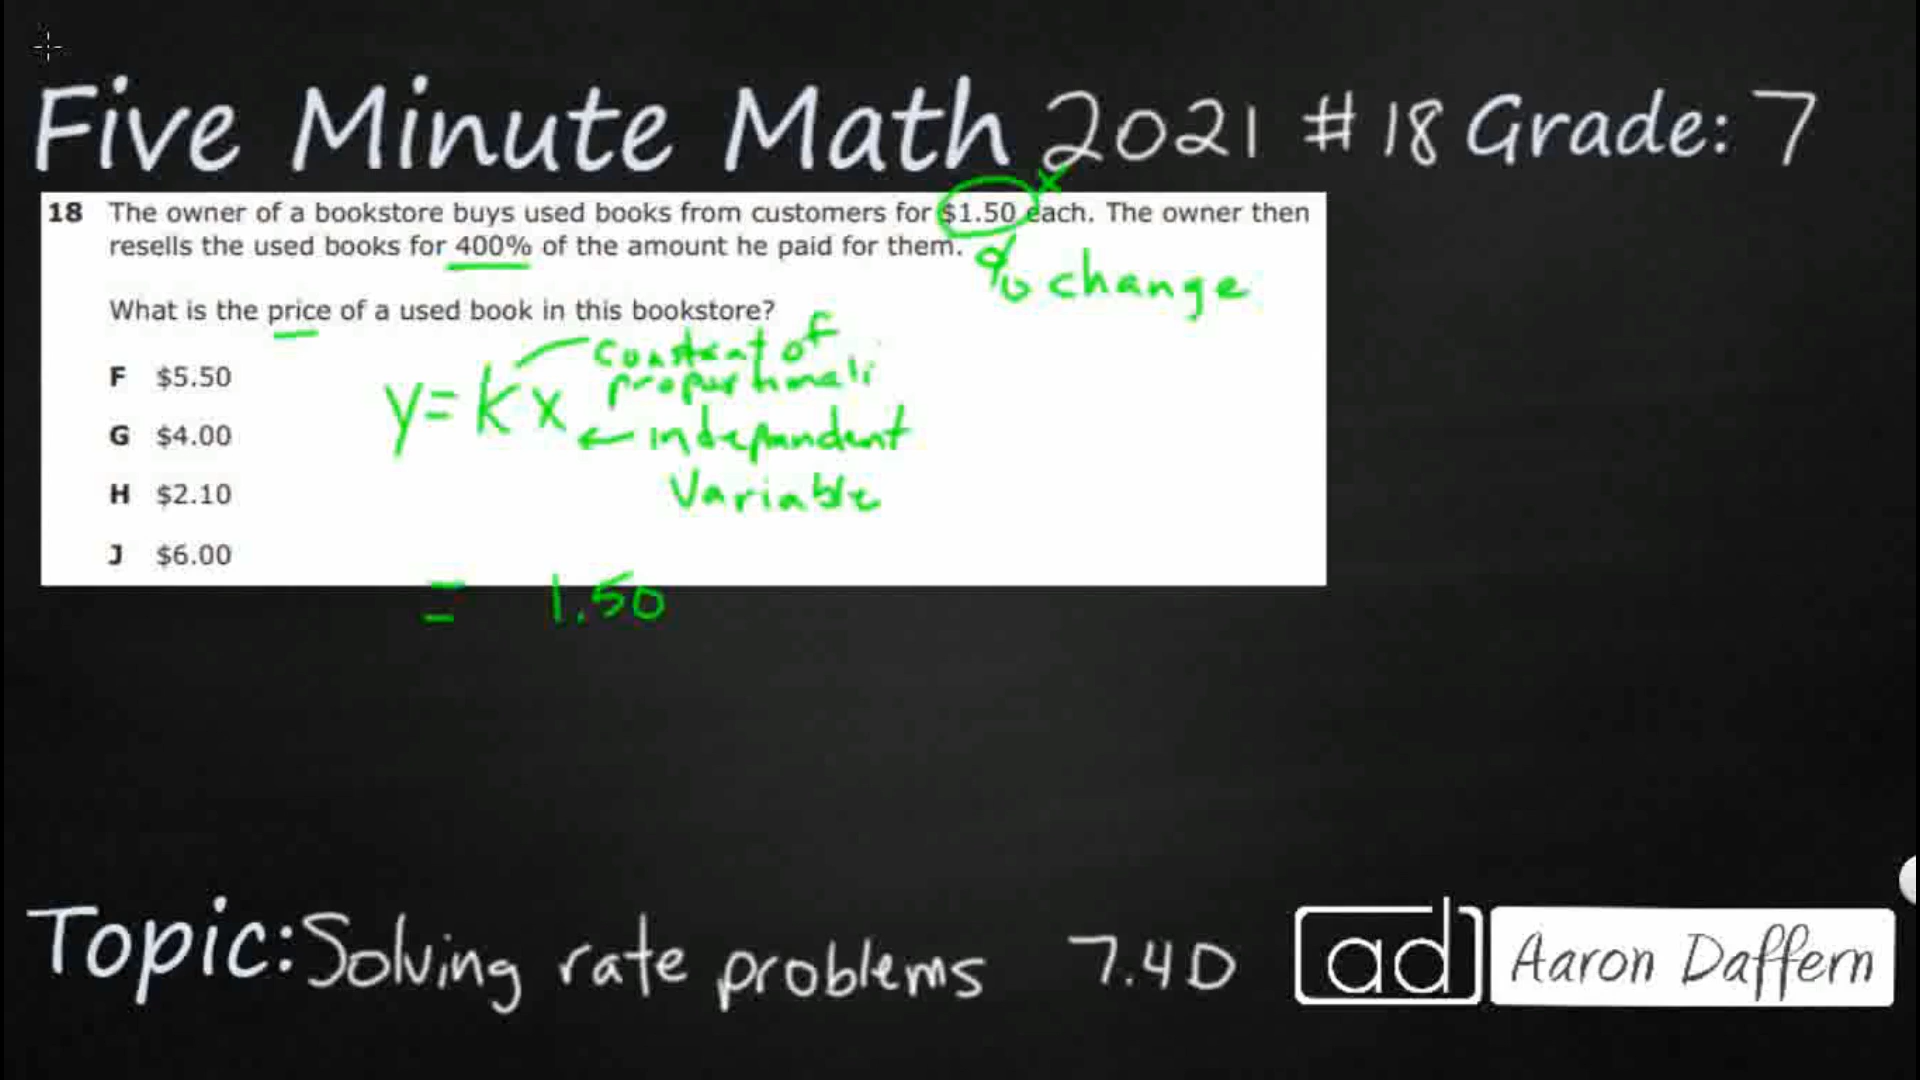 Five Minute Math 2021 #18 Grade: 7
18 The owner of a bookstore buys used books from customers for $1.50 each. The owner then
resells the used books for 400% of the amount he paid for them.
% change
What is the price of a used book in this bookstore?
constant of
proportionali
F $5.50
y=kx
independent
G $4.00
Variable
H $2.10
J $6.00
= 1.50
Topic: Solving rate problems 7.4D
ad Aaron Daffern